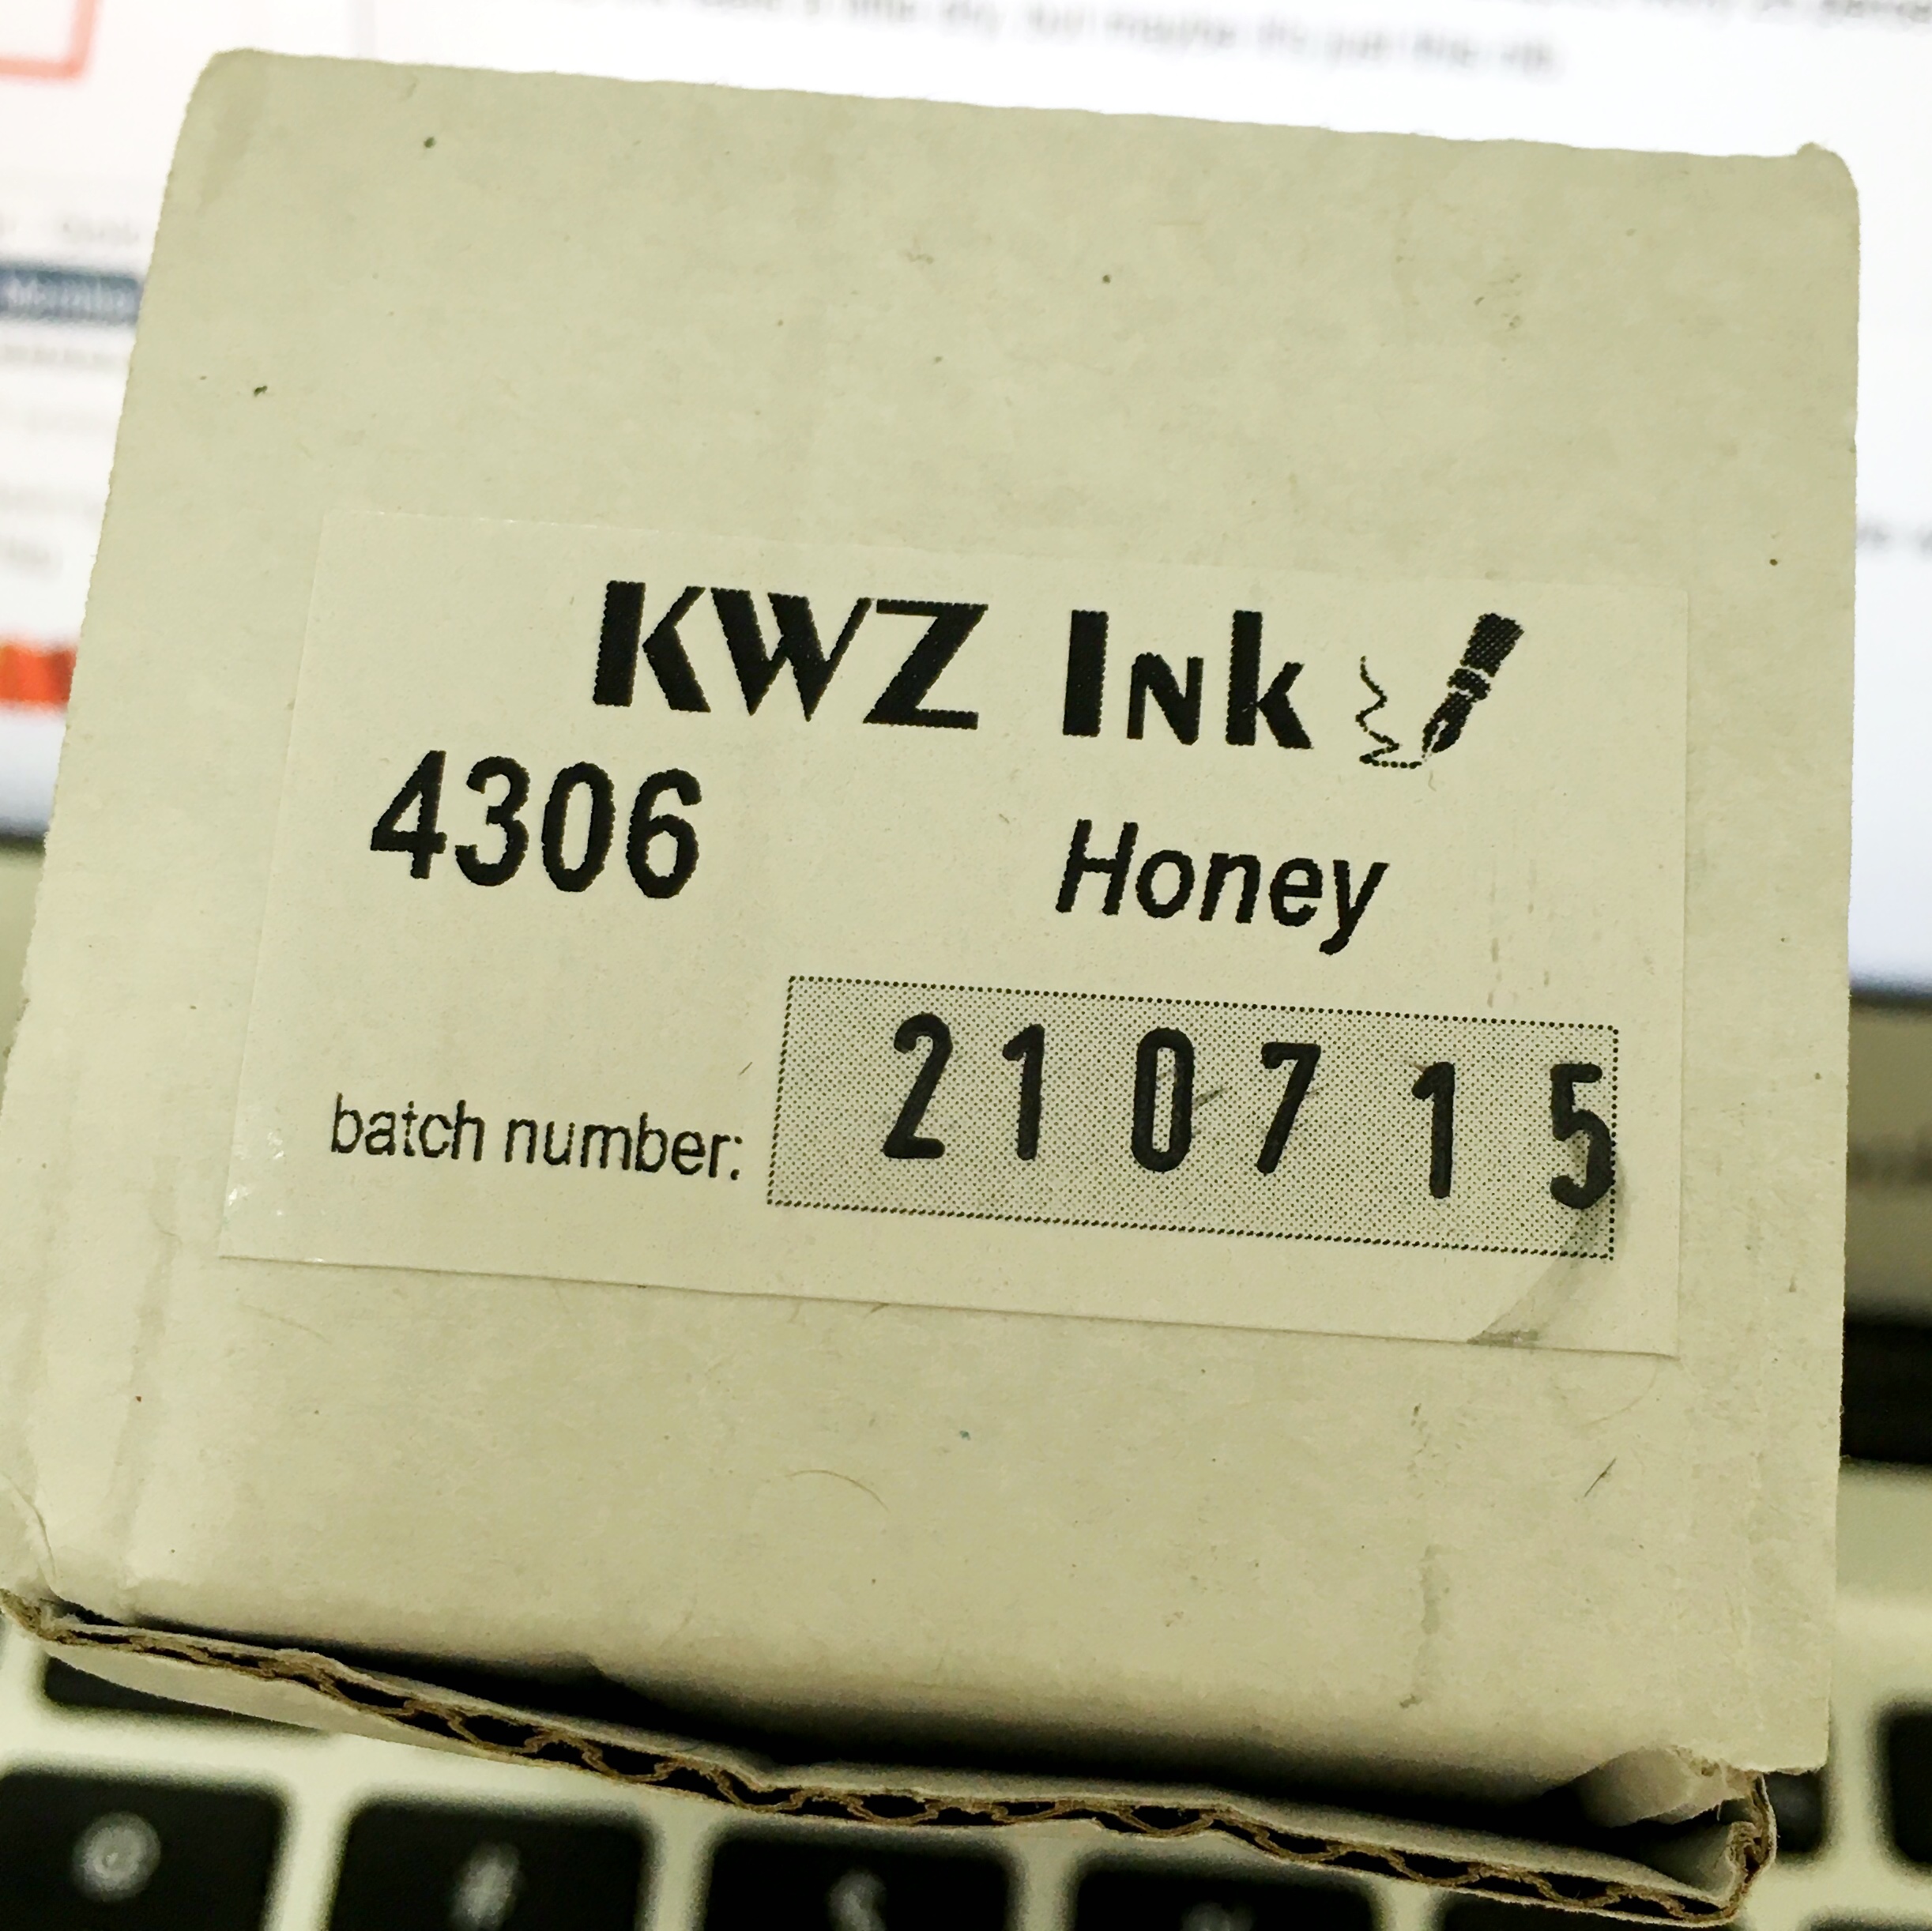 KWZ Ink
4306 Honey
batch number: 210715